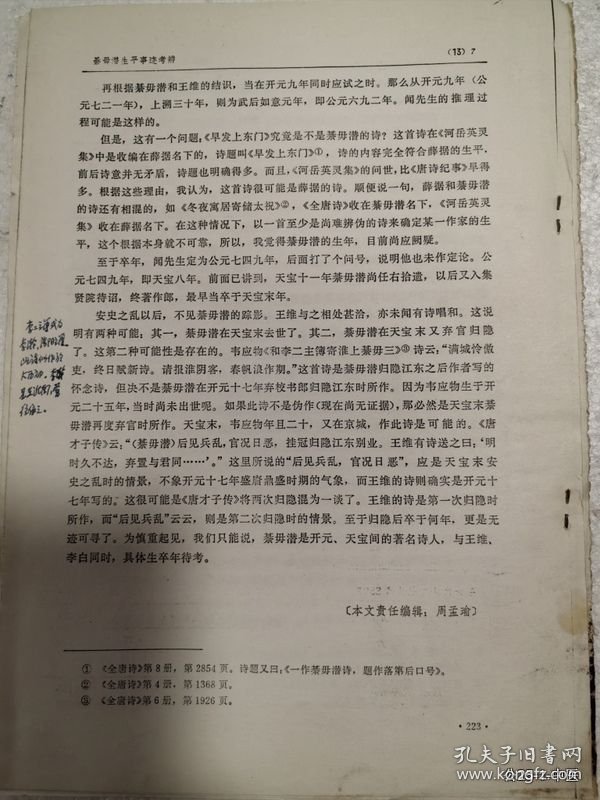 綦毋潜生平事迹考辨
(13) 7
再根据綦毋潜和王维的结识，当在开元九年同时应试之时。那么从开元九年（公
元七二一年），上溯三十年，则为武后如意元年，即公元六九二年。闻先生的推理过
程可能是这样的。
但是，这有一个问题：《早发上东门》究竟是不是綦毋潜的诗？这首诗在《河岳英灵
集》中是收编在薛据名下的，诗题叫《早发上东门》①，诗的内容完全符合薛据的生平，
前后诗意并无矛盾，诗题也明确得多。而且，《河岳英灵集》的问世，比《唐诗纪事》早得
多。根据这些理由，我认为，这首诗很可能是薛据的诗。顺便说一句，薛据和綦毋潜
的诗还有相混的，如《冬夜寓居寄储太祝》②，《全唐诗》收在綦毋潜名下，《河岳英灵
集》收在薛据名下。在这种情况下，以一首至少是尚难辨伪的诗来确定某一作家的生
平，这个根据本身就不可靠，所以，我觉得綦毋潜的生年，目前尚应阙疑。
至于卒年，闻先生定为公元七四九年，后面打了个问号，说明他也未作定论。公
元七四九年，即天宝八年。前面已讲到，天宝十一年綦毋潜尚任右拾遗，以后又入集
贤院待诏，终著作郎，最早当卒于天宝末年。
安史之乱以后，不见綦毋潜的踪影。王维与之相处甚洽，亦未闻有诗唱和。这说
明有两种可能：其一，綦毋潜在天宝末去世了。其二，綦毋潜在天宝末又弃官归隐
了。这第二种可能性是存在的。韦应物《和李二主簿寄淮上綦毋三》③诗云：“满城怜傲
吏，终日赋新诗。请报淮阴客，春帆浪作期。”这首诗是綦毋潜归隐江东之后作者写的
怀念诗，但决不是綦毋潜在开元十七年弃校书郎归隐江东时所作。因为韦应物生于开
元二十五年，当时尚未出世呢。如果此诗不是伪作（现在尚无证据），那必然是天宝末綦
毋潜再度弃官时所作。天宝末，韦应物年且二十，又在京城，作此诗是可能的。《唐
才子传》云：“（綦毋潜）后见兵乱，官况日恶，挂冠归隐江东别业。王维有诗送之曰：‘明
时久不达，弃置与君同……’。”这里所说的“后见兵乱，官况日恶”，应是天宝末安
史之乱时的情景，不象开元十七年盛唐鼎盛时期的气象，而王维的诗则确实是开元十
七年写的。这很可能是《唐才子传》将两次归隐混为一谈了。王维的诗是第一次归隐时
所作，而“后见兵乱”云云，则是第二次归隐时的情景。至于归隐后卒于何年，更是无
迹可寻了。为慎重起见，我们只能说，綦毋潜是开元、天宝间的著名诗人，与王维、
李白同时，具体生卒年待考。
〔本文责任编辑：周孟瑜〕
① 《全唐诗》第8册，第2854页。诗题又曰：《一作綦毋潜诗，题作落第后口号》。
② 《全唐诗》第4册，第1368页。
③ 《全唐诗》第6册，第1926页。
·223·
孔夫子旧书网
www.kongfz.com